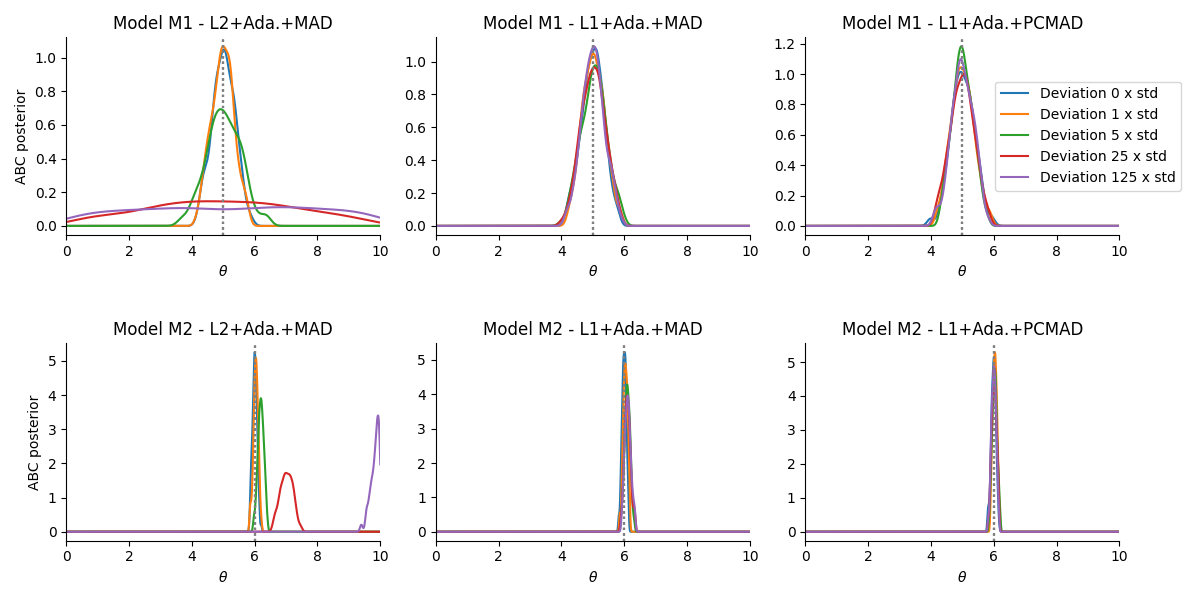 Model M1 - L2+Ada.+MAD
Model M1 - L1+Ada.+MAD
Model M1 - L1+Ada.+PCMAD
ABC posterior
1.0
0.8
0.6
0.4
0.2
0.0
0 2 4 6 8 10
θ
1.0
0.8
0.6
0.4
0.2
0.0
0 2 4 6 8 10
θ
1.2
1.0
0.8
0.6
0.4
0.2
0.0
0 2 4 6 8 10
θ
Deviation 0 x std
Deviation 1 x std
Deviation 5 x std
Deviation 25 x std
Deviation 125 x std
Model M2 - L2+Ada.+MAD
Model M2 - L1+Ada.+MAD
Model M2 - L1+Ada.+PCMAD
ABC posterior
5
4
3
2
1
0
0 2 4 6 8 10
θ
5
4
3
2
1
0
0 2 4 6 8 10
θ
5
4
3
2
1
0
0 2 4 6 8 10
θ